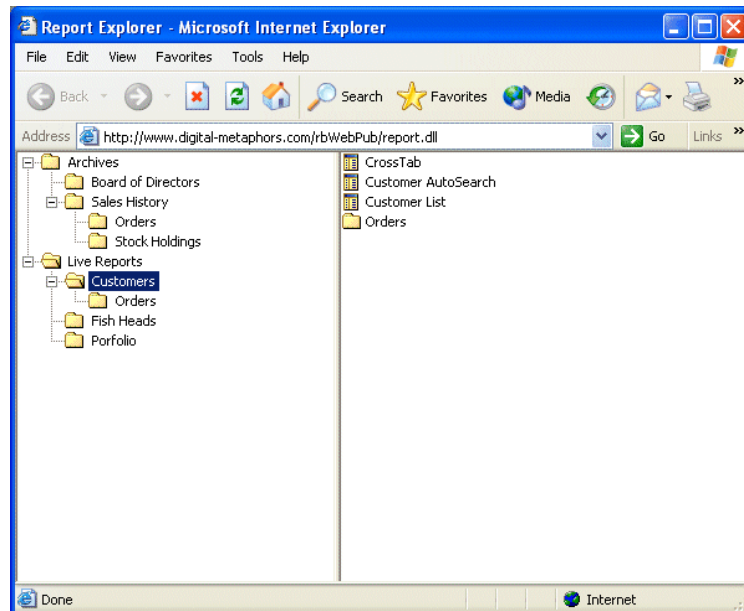 Report Explorer - Microsoft Internet Explorer
File Edit View Favorites Tools Help
Back Search Favorites Media »
Address http://www.digital-metaphors.com/rbWebPub/report.dll Go Links »
Archives
Board of Directors
Sales History
Orders
Stock Holdings
Live Reports
Customers
Orders
Fish Heads
Porfolio
CrossTab
Customer AutoSearch
Customer List
Orders
Done Internet